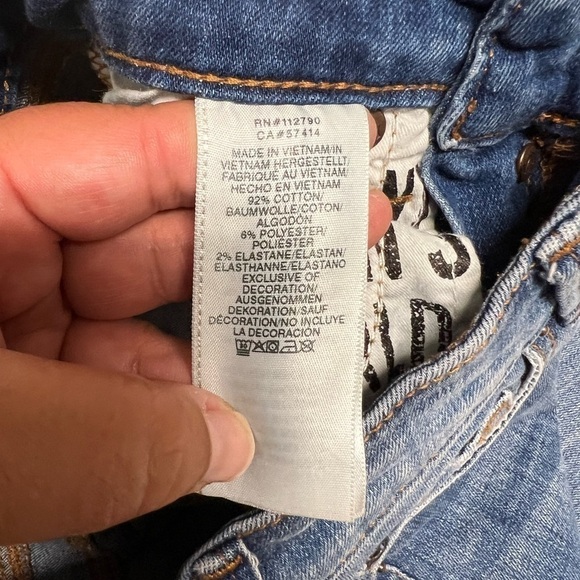 RN#112790
CA#57414
MADE IN VIETNAM/IN
VIETNAM HERGESTELLT/
FABRIQUÉ AU VIETNAM/
HECHO EN VIETNAM
92% COTTON/
BAUMWOLLE/COTON/
ALGODÓN
6% POLYESTER/
POLIÉSTER
2% ELASTANE/ELASTAN/
ÉLASTHANNE/ELASTANO
EXCLUSIVE OF
DECORATION/
AUSGENOMMEN
DEKORATION/SAUF
DÉCORATION/NO INCLUYE
LA DECORACIÓN